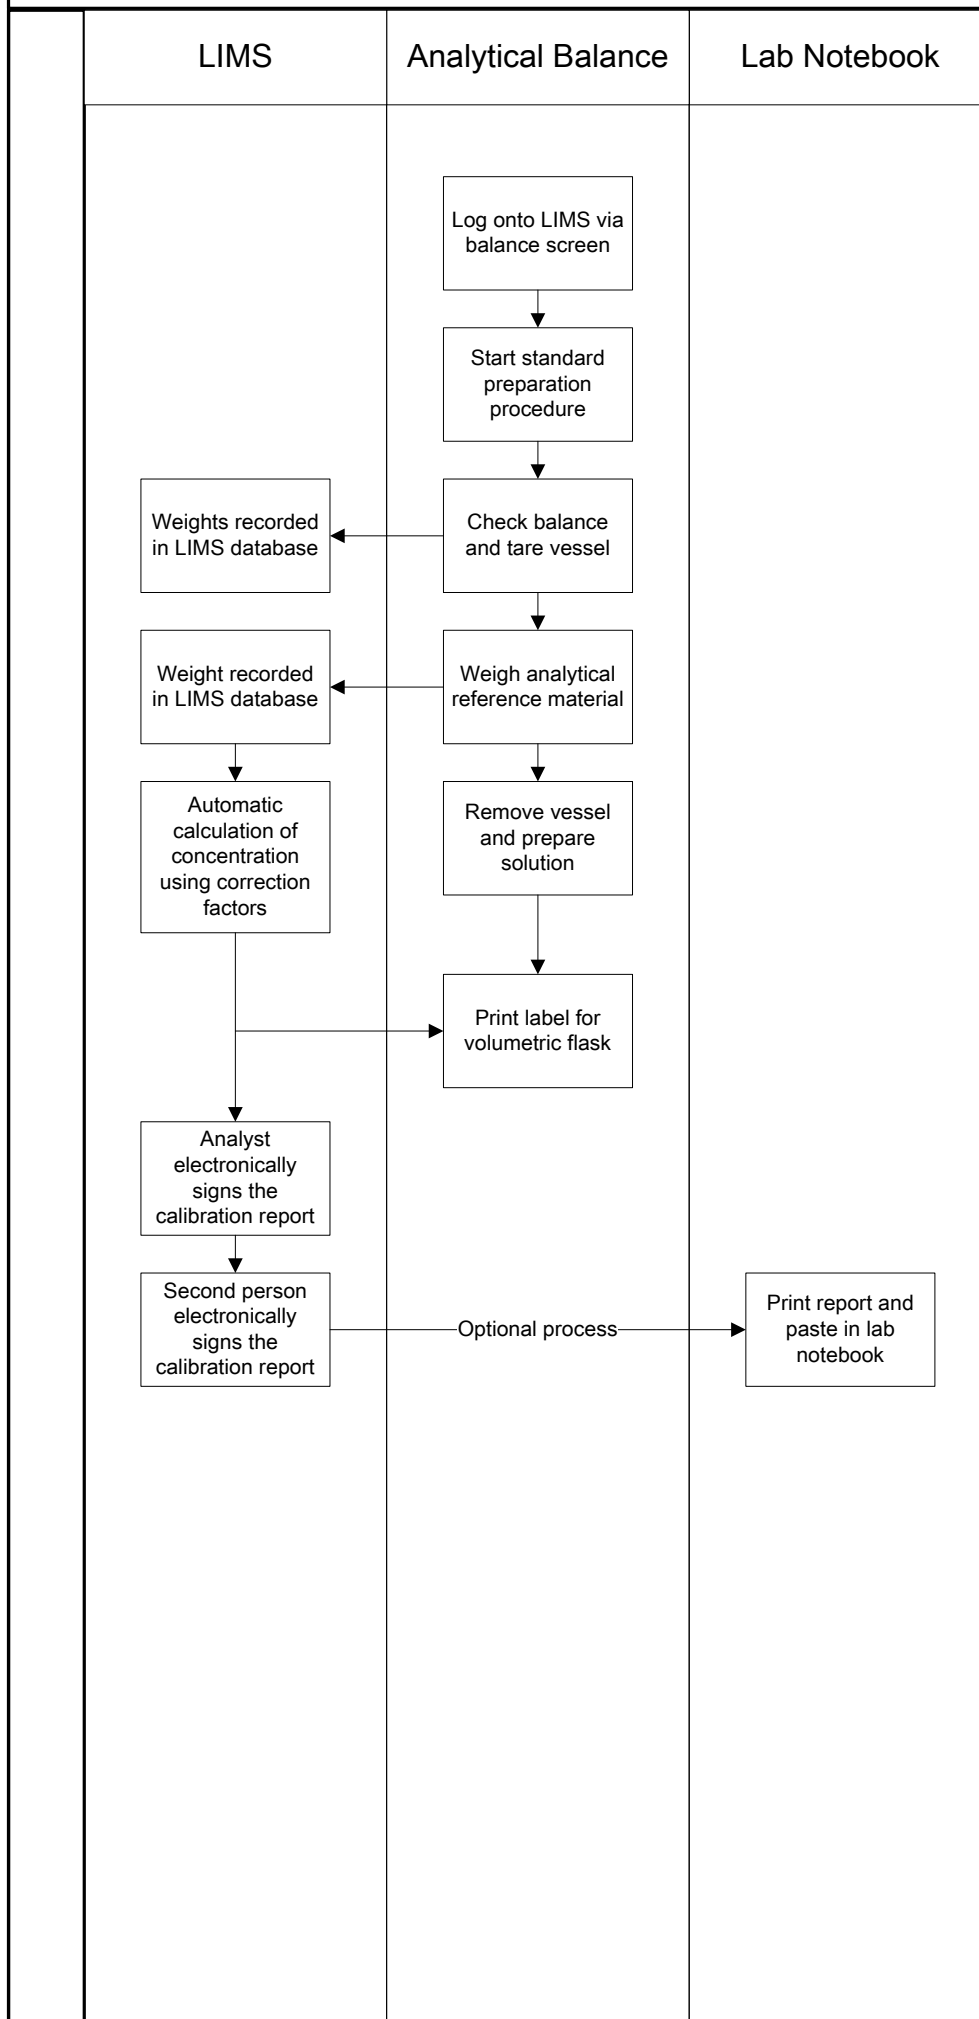 LIMS
Analytical Balance
Lab Notebook
Log onto LIMS via
balance screen
Start standard
preparation
procedure
Weights recorded
in LIMS database
Check balance
and tare vessel
Weight recorded
in LIMS database
Weigh analytical
reference material
Automatic
calculation of
concentration
using correction
factors
Remove vessel
and prepare
solution
Print label for
volumetric flask
Analyst
electronically
signs the
calibration report
Second person
electronically
signs the
calibration report
Optional process
Print report and
paste in lab
notebook